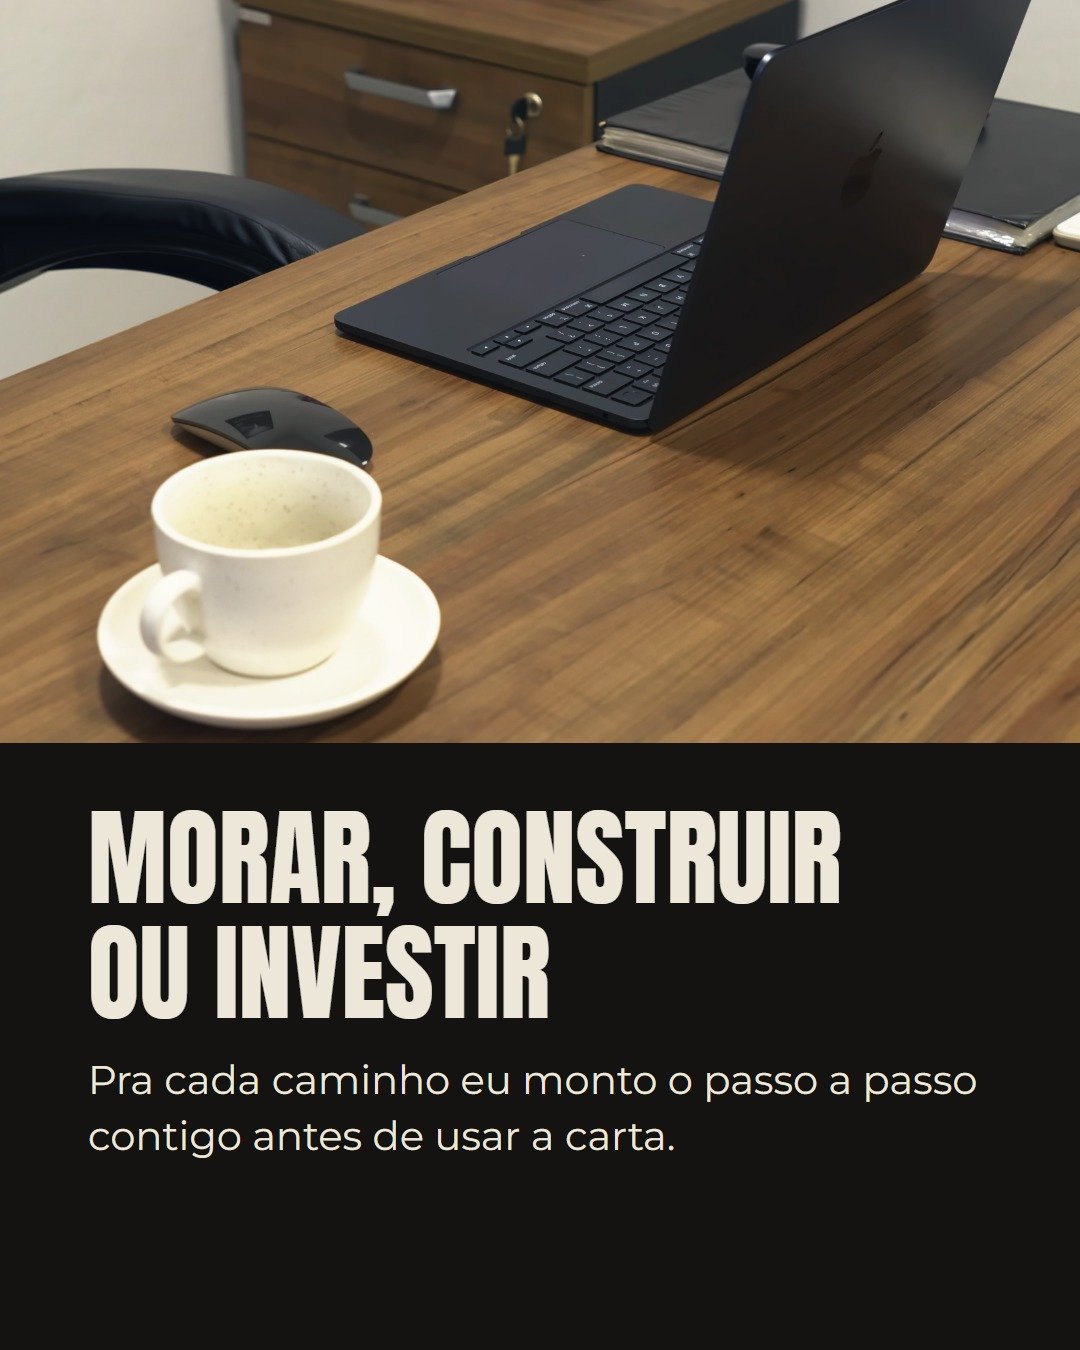 MORAR, CONSTRUIR
OU INVESTIR
Pra cada caminho eu monto o passo a passo
contigo antes de usar a carta.